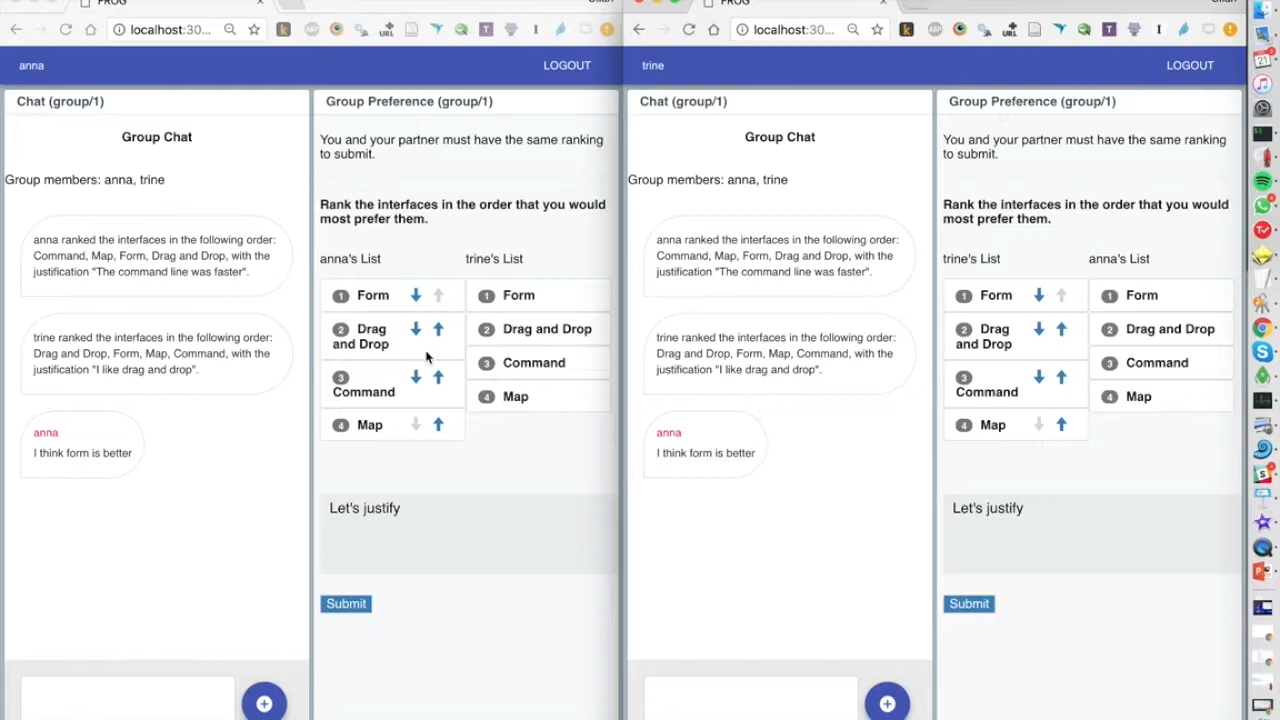 FROG
localhost:30...
anna
LOGOUT
Chat (group/1)
Group Chat
Group members: anna, trine
anna ranked the interfaces in the following order:
Command, Map, Form, Drag and Drop, with the
justification "The command line was faster".
trine ranked the interfaces in the following order:
Drag and Drop, Form, Map, Command, with the
justification "I like drag and drop".
anna
I think form is better
Group Preference (group/1)
You and your partner must have the same ranking
to submit.
Rank the interfaces in the order that you would
most prefer them.
anna's List
1 Form
2 Drag
and Drop
3
Command
4 Map
trine's List
1 Form
2 Drag and Drop
3 Command
4 Map
Let's justify
Submit
FROG
localhost:30...
trine
LOGOUT
Chat (group/1)
Group Chat
Group members: anna, trine
anna ranked the interfaces in the following order:
Command, Map, Form, Drag and Drop, with the
justification "The command line was faster".
trine ranked the interfaces in the following order:
Drag and Drop, Form, Map, Command, with the
justification "I like drag and drop".
anna
I think form is better
Group Preference (group/1)
You and your partner must have the same ranking
to submit.
Rank the interfaces in the order that you would
most prefer them.
trine's List
1 Form
2 Drag
and Drop
3
Command
4 Map
anna's List
1 Form
2 Drag and Drop
3 Command
4 Map
Let's justify
Submit